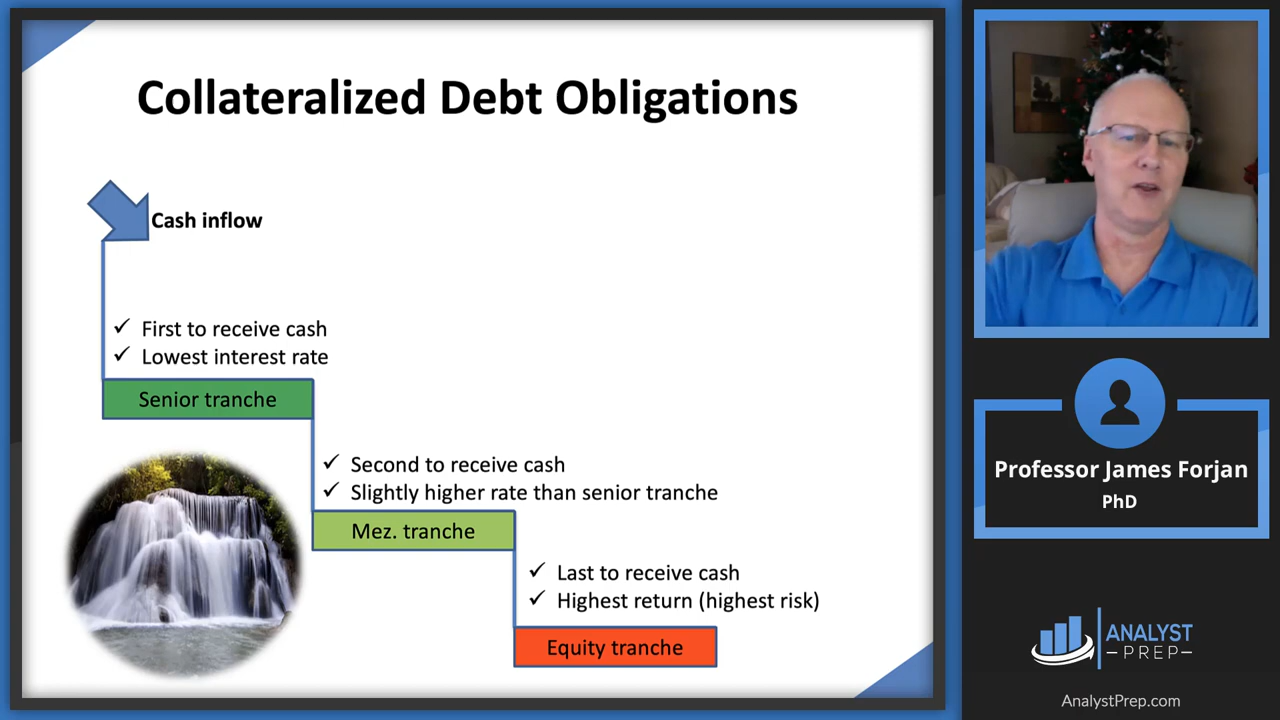 Collateralized Debt Obligations
Cash inflow
✓ First to receive cash
✓ Lowest interest rate
Senior tranche
✓ Second to receive cash
✓ Slightly higher rate than senior tranche
Mez. tranche
✓ Last to receive cash
✓ Highest return (highest risk)
Equity tranche
Professor James Forjan
PhD
ANALYST
–PREP–
AnalystPrep.com